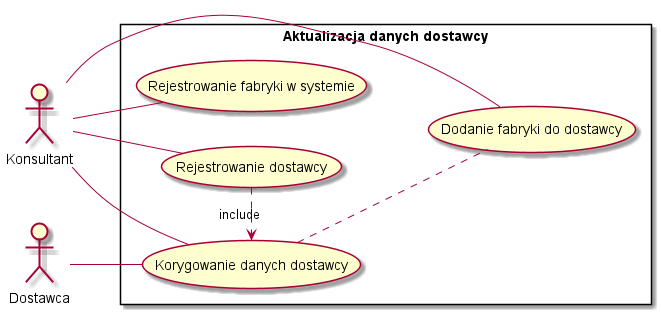 Aktualizacja danych dostawcy
Rejestrowanie fabryki w systemie
Dodanie fabryki do dostawcy
Konsultant
Rejestrowanie dostawcy
include
Korygowanie danych dostawcy
Dostawca